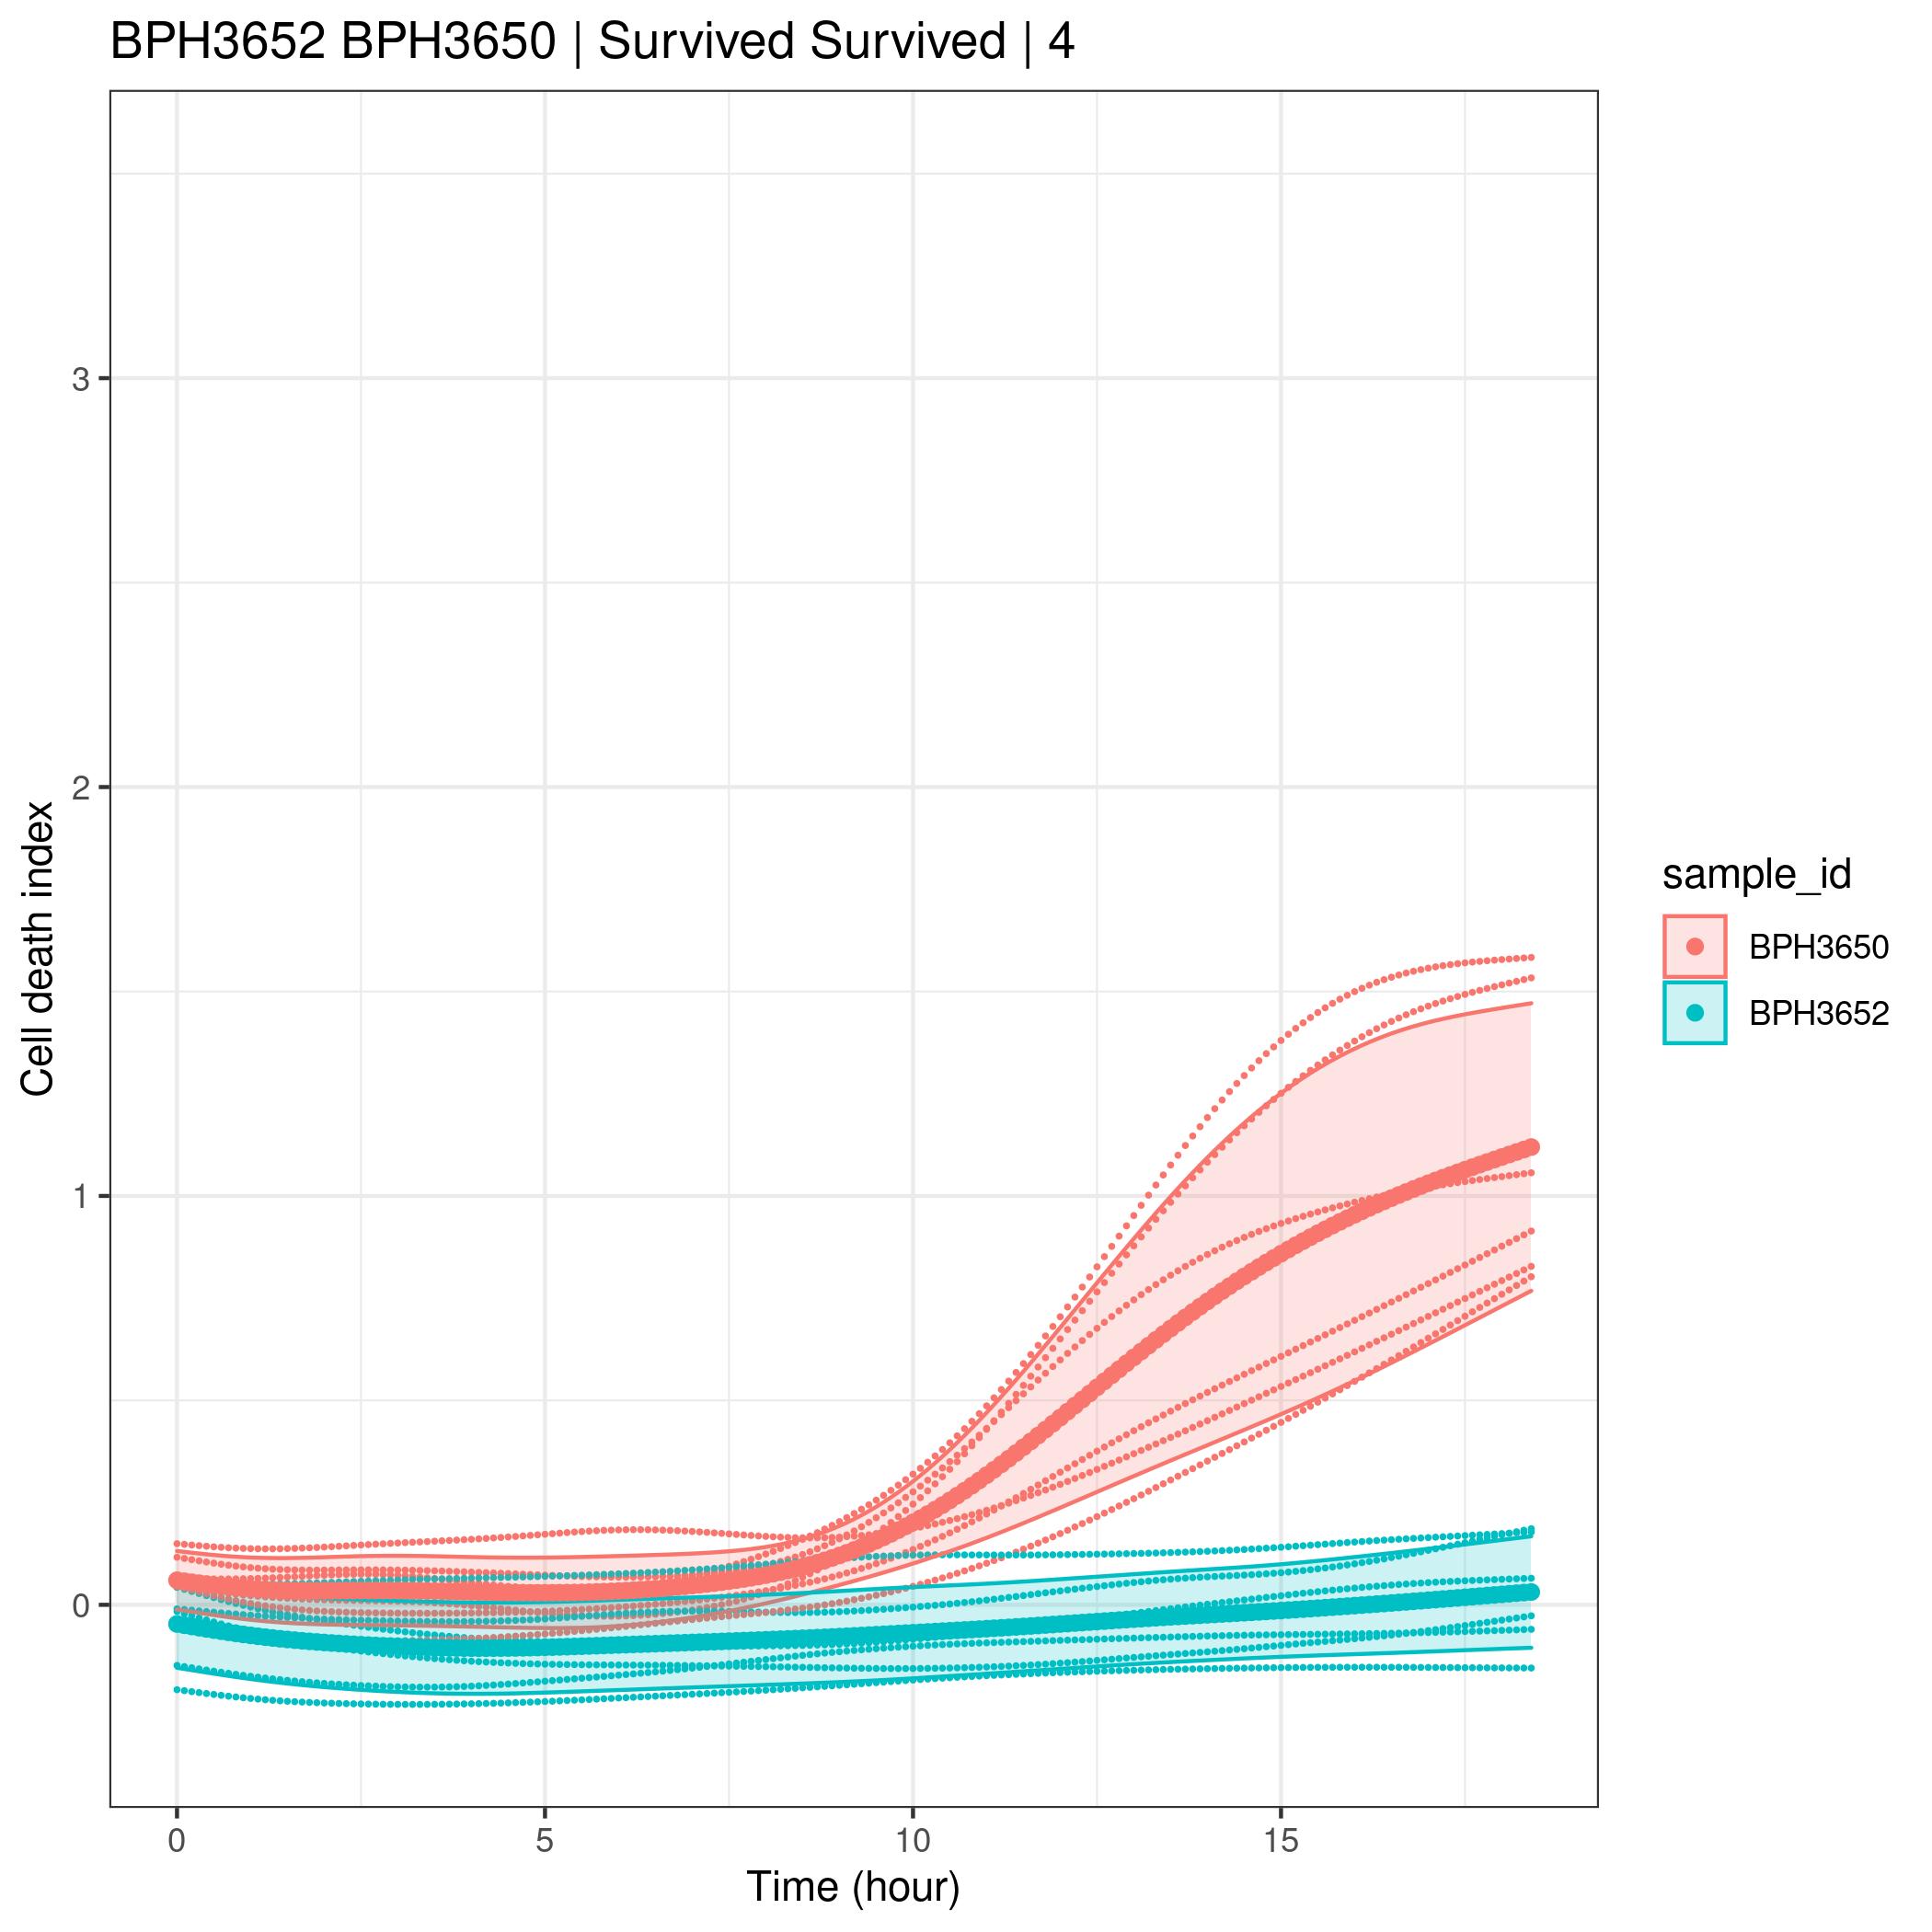 BPH3652 BPH3650 | Survived Survived | 4
3
2
1
0
Cell death index
0 5 10 15
Time (hour)
sample_id
BPH3650
BPH3652